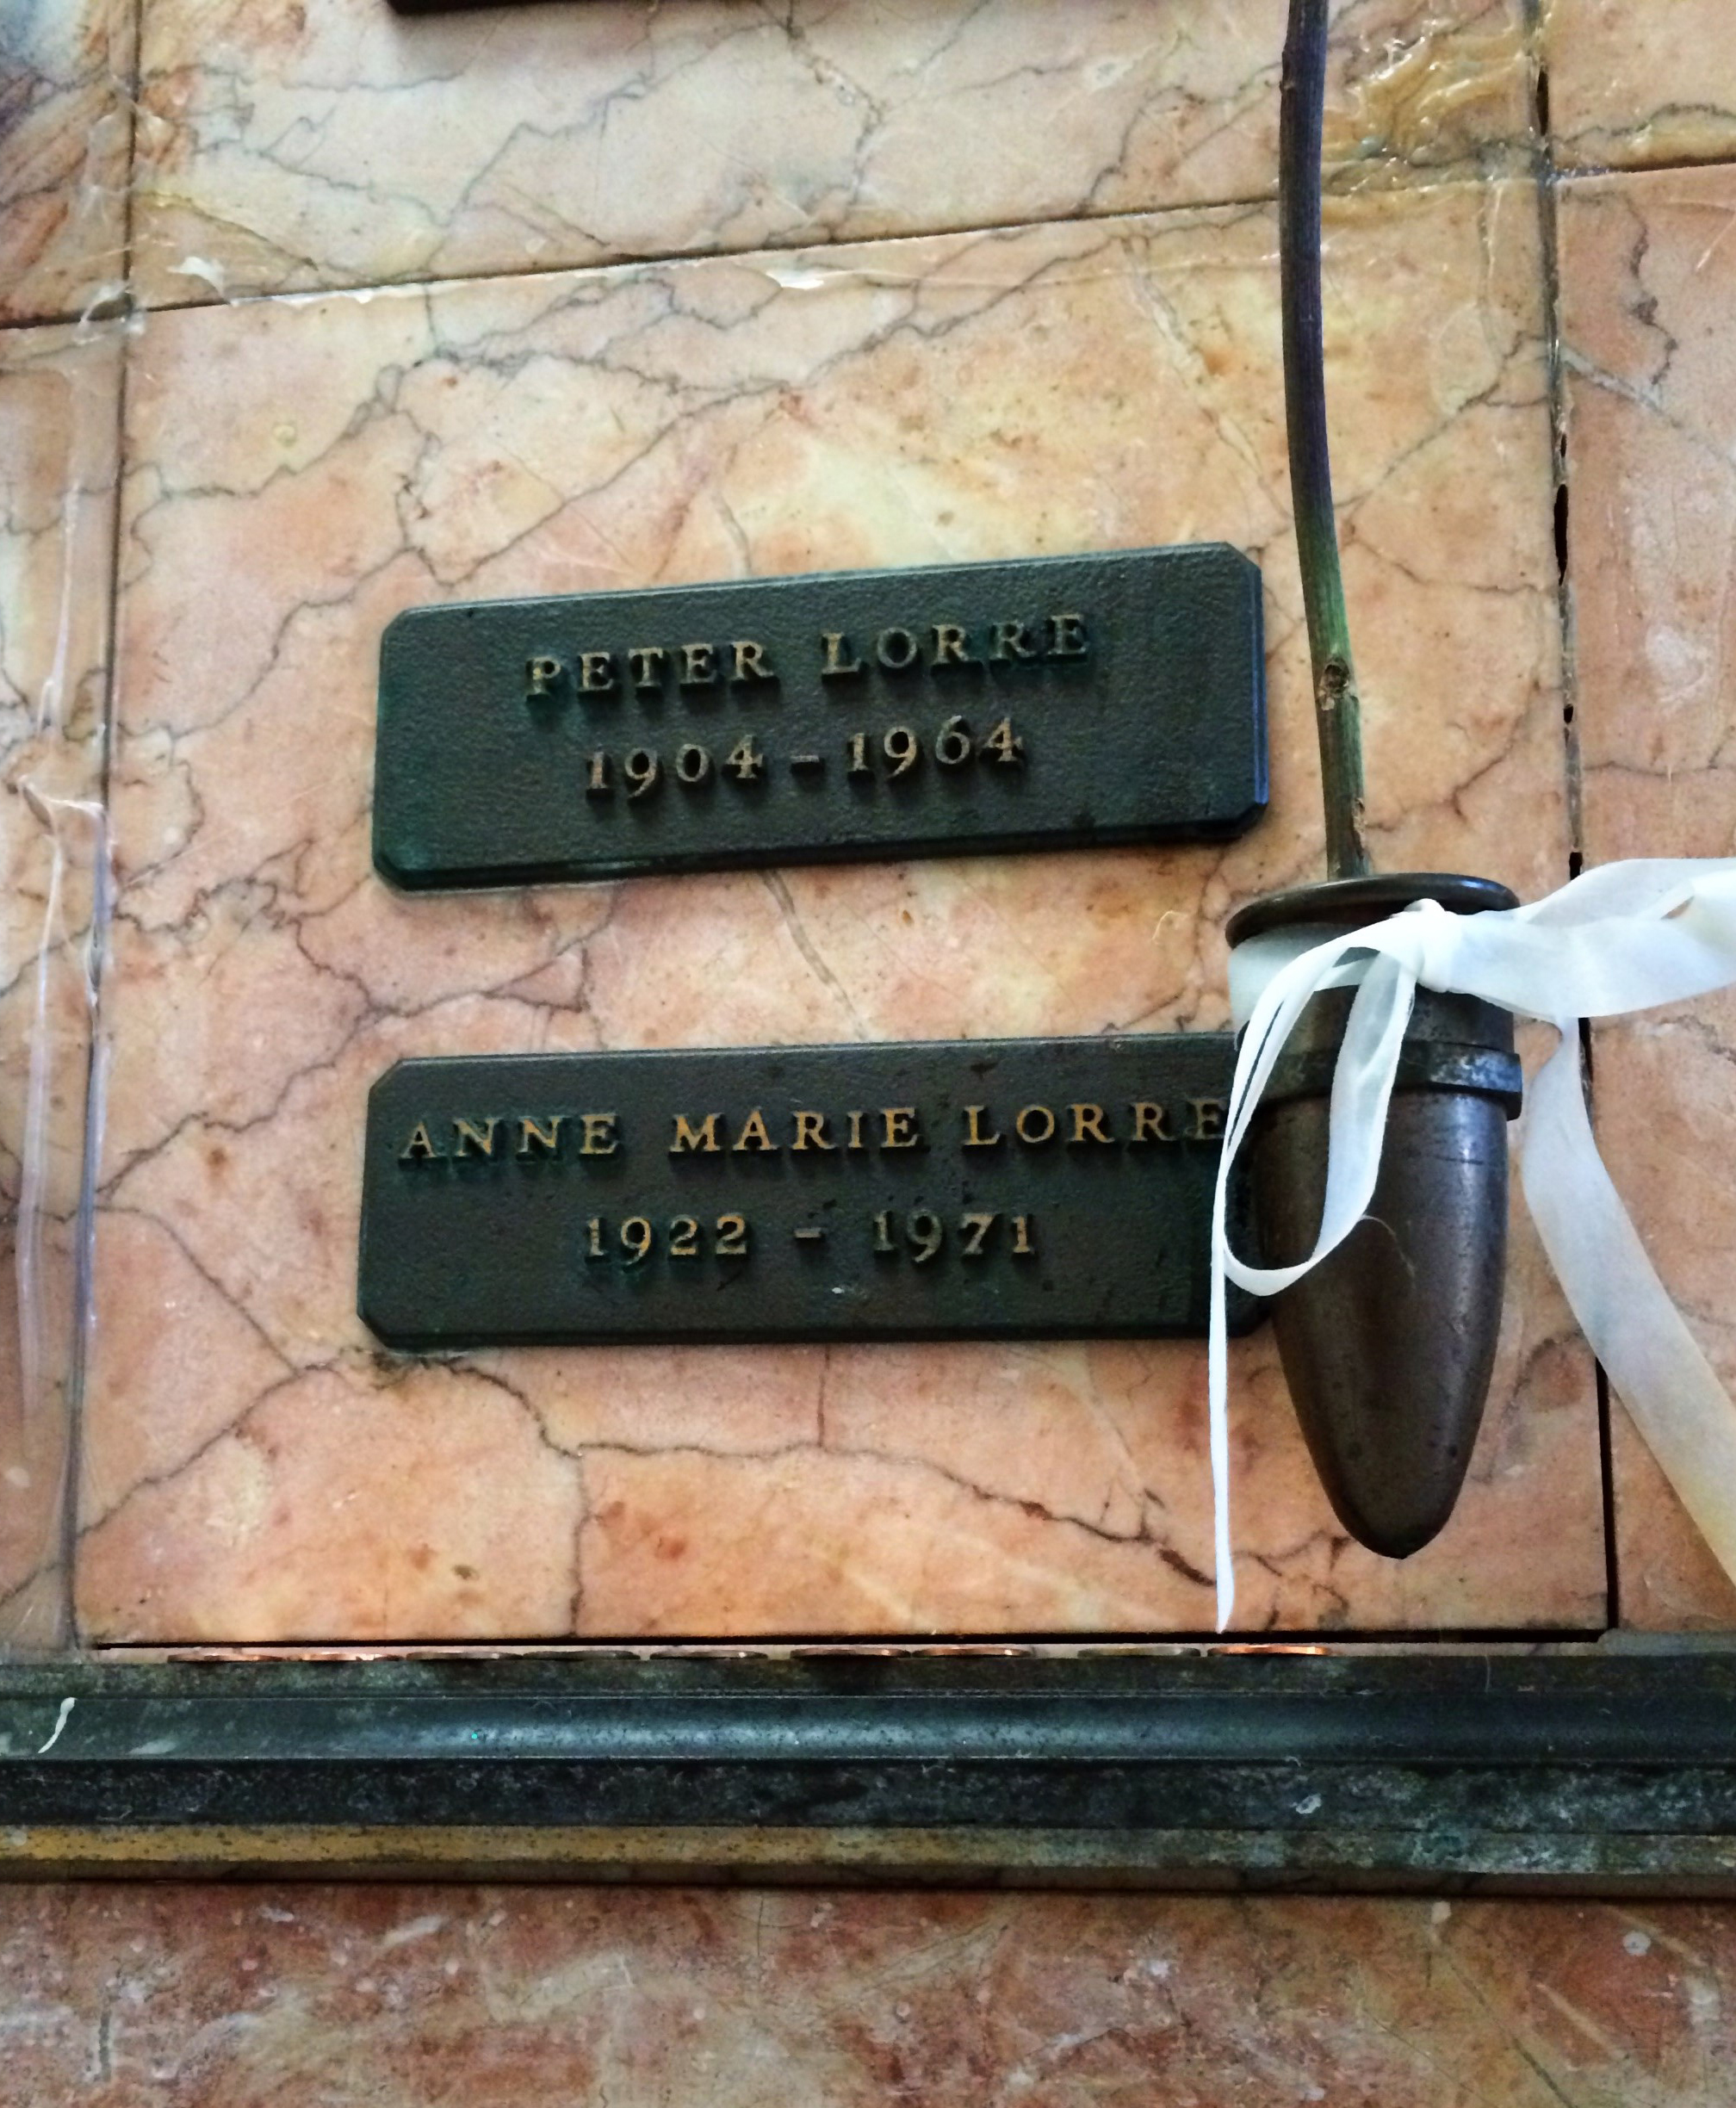 PETER LORRE
1904-1964
ANNE MARIE LORRE
1922 - 1971